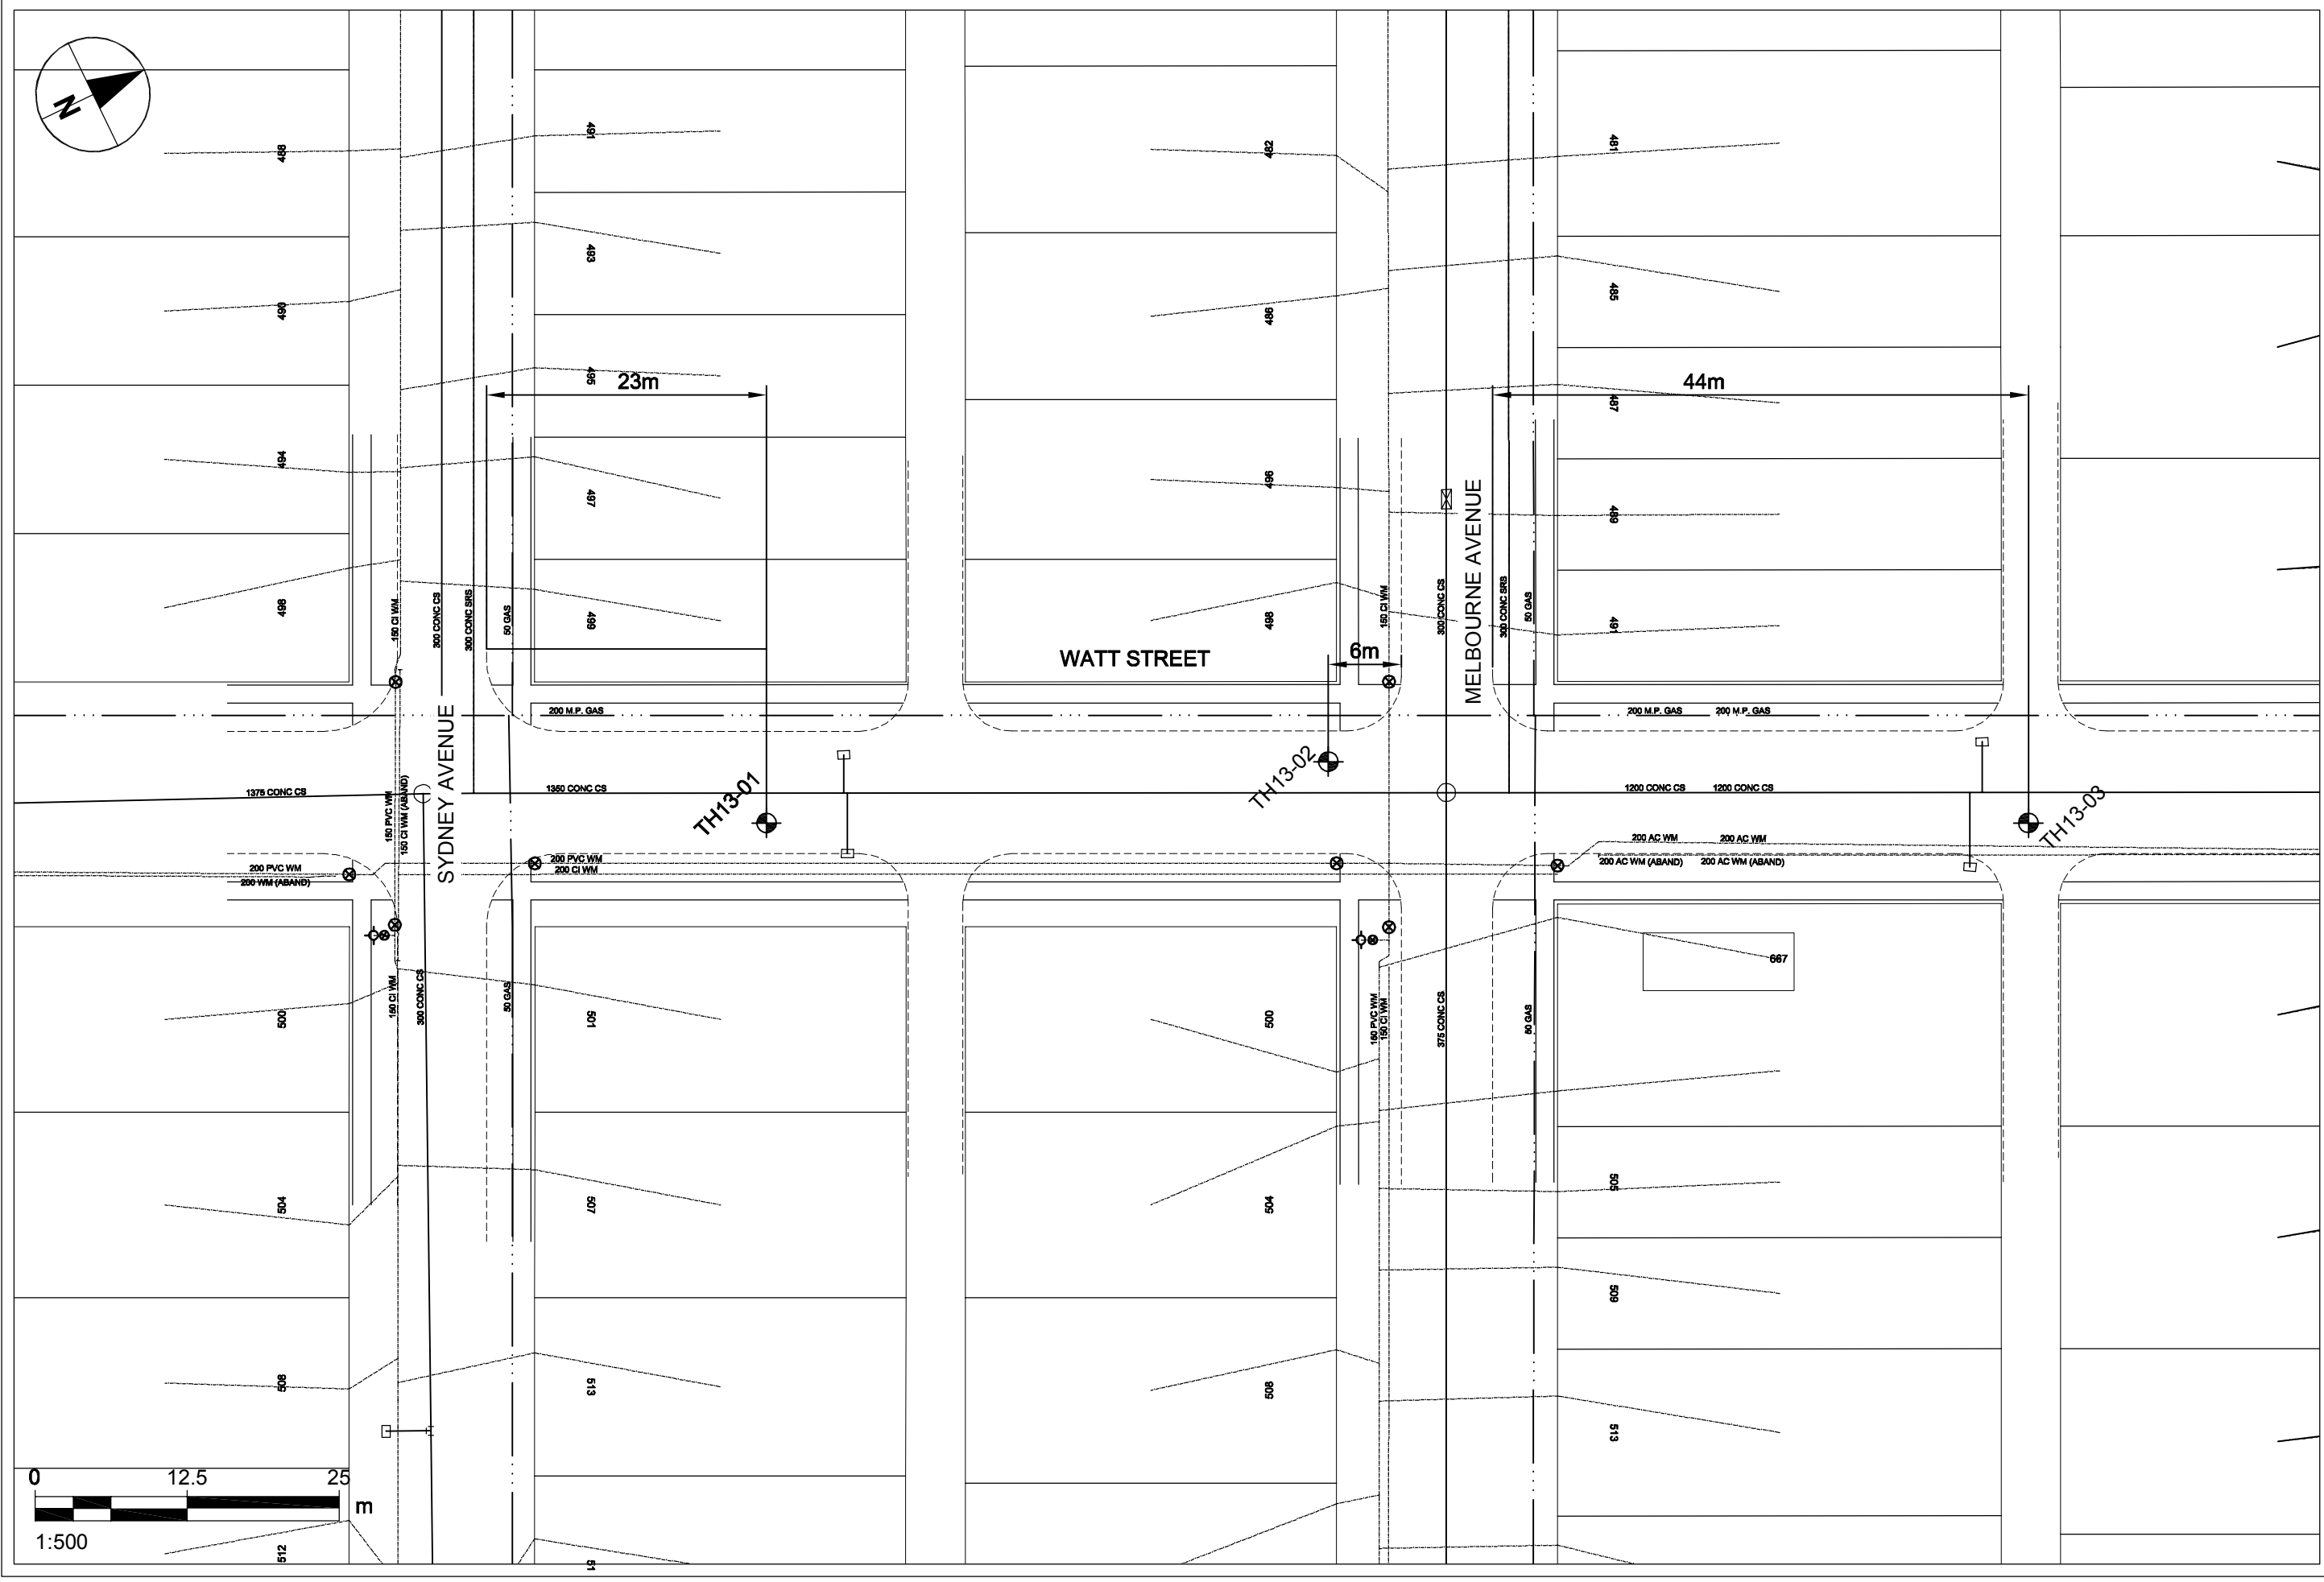 N
488
491
482
481
490
493
486
485
495
23m
44m
487
494
497
496
489
498
499
498
491
150 CI WM
300 CONC CS
300 CONC SRS
50 GAS
150 CI WM
300 CONC CS
MELBOURNE AVENUE
300 CONC SRS
50 GAS
WATT STREET
6m
200 M.P. GAS
200 M.P. GAS
200 M.P. GAS
SYDNEY AVENUE
1375 CONC CS
1350 CONC CS
1200 CONC CS
1200 CONC CS
TH13-01
TH13-02
TH13-03
150 PVC WM
150 CI WM (ABAND)
200 AC WM
200 AC WM
200 PVC WM
200 WM (ABAND)
200 PVC WM
200 CI WM
200 AC WM (ABAND)
200 AC WM (ABAND)
667
150 CI WM
300 CONC CS
50 GAS
150 PVC WM
150 CI WM
375 CONC CS
50 GAS
500
501
500
504
507
504
505
509
508
513
508
513
0
12.5
25
m
1:500
512
51